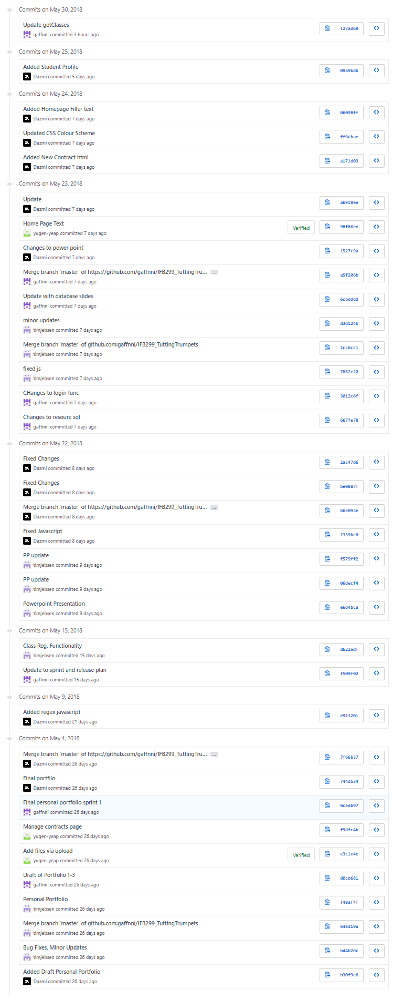 Commits on May 30, 2018
Update getClasses
gaffnni committed 3 hours ago
f27ad69
Commits on May 25, 2018
Added Student Profile
Dazmi committed 5 days ago
09a9bdb
Commits on May 24, 2018
Added Homepage Filler text
Dazmi committed 7 days ago
06098ff
Updated CSS Colour Scheme
Dazmi committed 7 days ago
ff6cbae
Added New Contract html
Dazmi committed 7 days ago
a171d03
Commits on May 23, 2018
Update
Dazmi committed 7 days ago
a6918ee
Home Page Text
yugen-yeap committed 7 days ago
Verified
98f86ee
Changes to power point
Dazmi committed 7 days ago
1527c9a
Merge branch 'master' of https://github.com/gaffnni/IFB299_TuttingTru... ...
gaffnni committed 7 days ago
a5f206b
Update with database slides
gaffnni committed 7 days ago
6cbdddd
minor updates
timjebsen committed 7 days ago
d3d124b
Merge branch 'master' of github.com:gaffnni/IFB299_TuttingTrumpets
timjebsen committed 7 days ago
2cc6cc1
fixed js
timjebsen committed 7 days ago
7882e20
CHanges to login func
gaffnni committed 7 days ago
3012c6f
Changes to resoure sql
gaffnni committed 7 days ago
667fe78
Commits on May 22, 2018
Fixed Changes
Dazmi committed 8 days ago
2ac47d6
Fixed Changes
Dazmi committed 8 days ago
be0887f
Merge branch 'master' of https://github.com/gaffnni/IFB299_TuttingTru... ...
Dazmi committed 8 days ago
66e093e
Fixed Javascript
Dazmi committed 8 days ago
2339be0
PP update
timjebsen committed 9 days ago
f575ff2
PP update
timjebsen committed 9 days ago
06decf4
Powerpoint Presentation
timjebsen committed 9 days ago
e6d4bca
Commits on May 15, 2018
Class Reg. Functionality
timjebsen committed 15 days ago
d622adf
Update to sprint and release plan
gaffnni committed 15 days ago
f509f02
Commits on May 9, 2018
Added regex javascript
Dazmi committed 21 days ago
e913201
Commits on May 4, 2018
Merge branch 'master' of https://github.com/gaffnni/IFB299_TuttingTru... ...
Dazmi committed 26 days ago
7f66b37
Final portfilo
Dazmi committed 26 days ago
744d534
Final personal portfolio sprint 1
gaffnni committed 26 days ago
0cedb97
Manage contracts page
yugen-yeap committed 26 days ago
f9dfc4b
Add files via upload
yugen-yeap committed 26 days ago
Verified
e3c1e4e
Draft of Portfolio 1-3
gaffnni committed 26 days ago
d0cd681
Personal Portfolio
timjebsen committed 26 days ago
f49af4f
Merge branch 'master' of github.com:gaffnni/IFB299_TuttingTrumpets
timjebsen committed 26 days ago
64e219a
Bug Fixes, Minor Updates
timjebsen committed 26 days ago
b44b2dc
Added Draft Personal Portfolio
Dazmi committed 26 days ago
b30f9e6